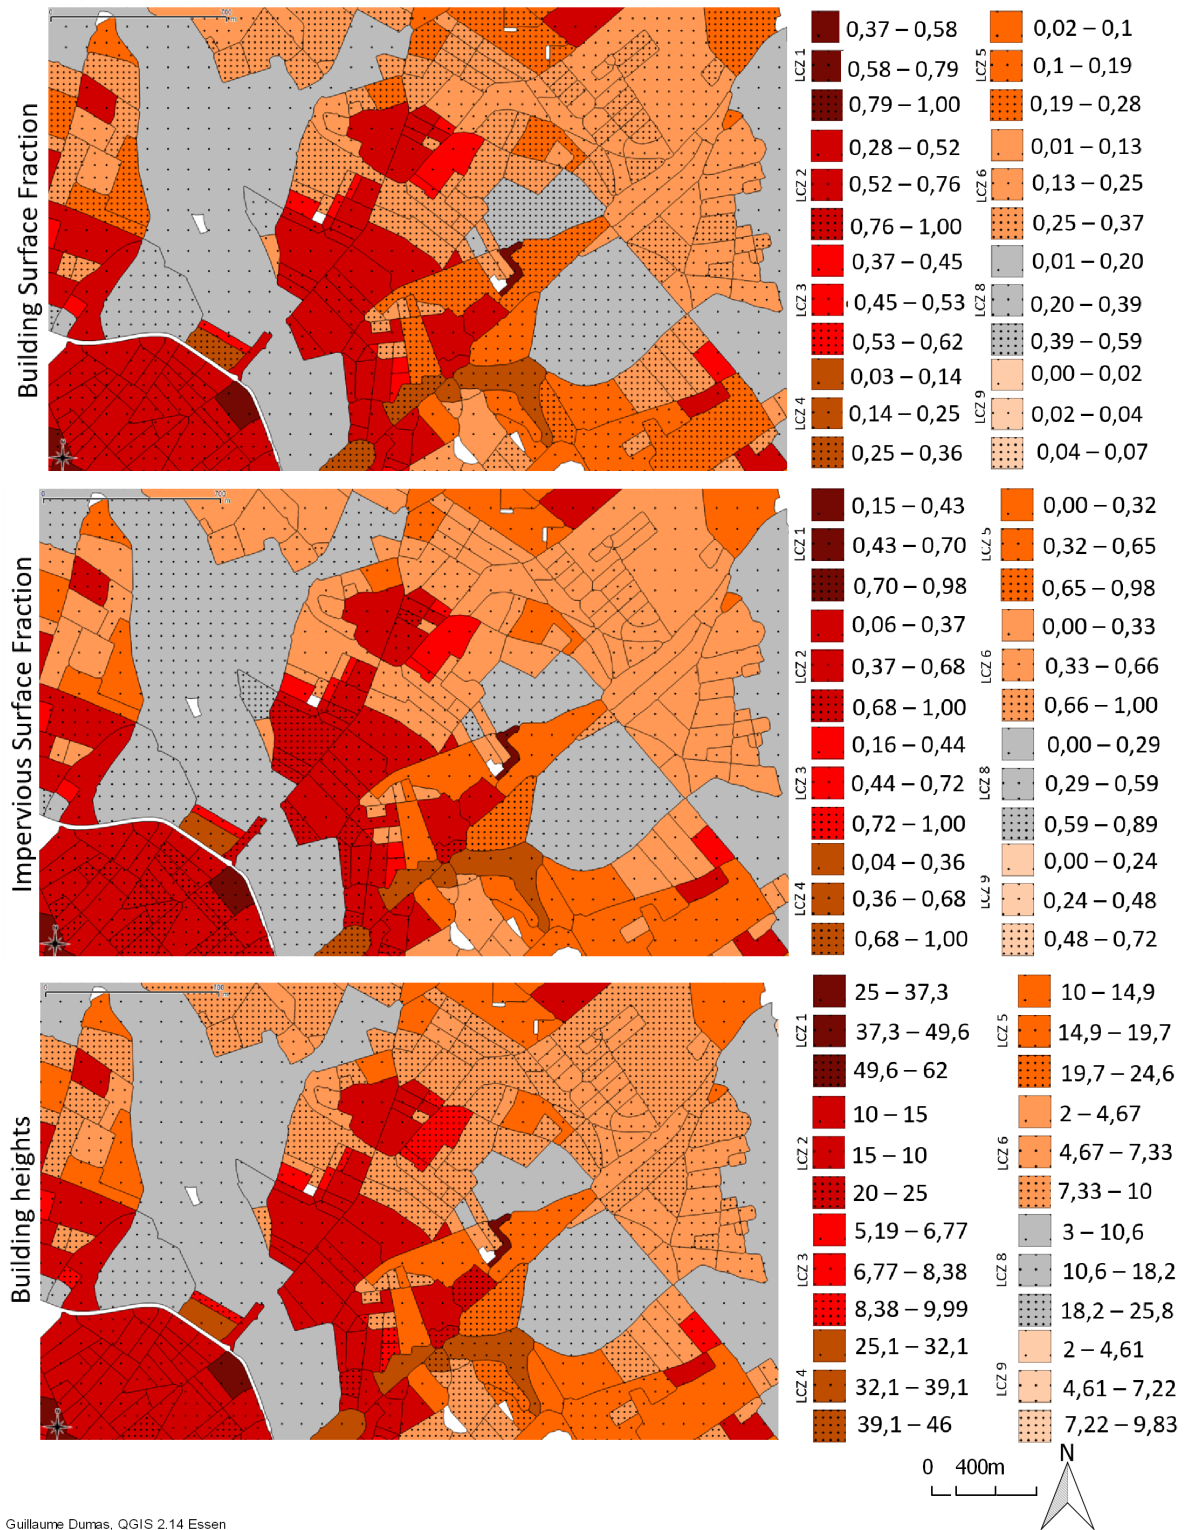 Building Surface Fraction
LCZ 1
0,37 – 0,58
0,58 – 0,79
0,79 – 1,00
LCZ 2
0,28 – 0,52
0,52 – 0,76
0,76 – 1,00
LCZ 3
0,37 – 0,45
0,45 – 0,53
0,53 – 0,62
LCZ 4
0,03 – 0,14
0,14 – 0,25
0,25 – 0,36
LCZ 5
0,02 – 0,1
0,1 – 0,19
0,19 – 0,28
LCZ 6
0,01 – 0,13
0,13 – 0,25
0,25 – 0,37
LCZ 8
0,01 – 0,20
0,20 – 0,39
0,39 – 0,59
LCZ 9
0,00 – 0,02
0,02 – 0,04
0,04 – 0,07
Impervious Surface Fraction
LCZ 1
0,15 – 0,43
0,43 – 0,70
0,70 – 0,98
LCZ 2
0,06 – 0,37
0,37 – 0,68
0,68 – 1,00
LCZ 3
0,16 – 0,44
0,44 – 0,72
0,72 – 1,00
LCZ 4
0,04 – 0,36
0,36 – 0,68
0,68 – 1,00
LCZ 5
0,00 – 0,32
0,32 – 0,65
0,65 – 0,98
LCZ 6
0,00 – 0,33
0,33 – 0,66
0,66 – 1,00
LCZ 8
0,00 – 0,29
0,29 – 0,59
0,59 – 0,89
LCZ 9
0,00 – 0,24
0,24 – 0,48
0,48 – 0,72
Building heights
LCZ 1
25 – 37,3
37,3 – 49,6
49,6 – 62
LCZ 2
10 – 15
15 – 10
20 – 25
LCZ 3
5,19 – 6,77
6,77 – 8,38
8,38 – 9,99
LCZ 4
25,1 – 32,1
32,1 – 39,1
39,1 – 46
LCZ 5
10 – 14,9
14,9 – 19,7
19,7 – 24,6
LCZ 6
2 – 4,67
4,67 – 7,33
7,33 – 10
LCZ 8
3 – 10,6
10,6 – 18,2
18,2 – 25,8
LCZ 9
2 – 4,61
4,61 – 7,22
7,22 – 9,83
0 400m
N
Guillaume Dumas, QGIS 2.14 Essen